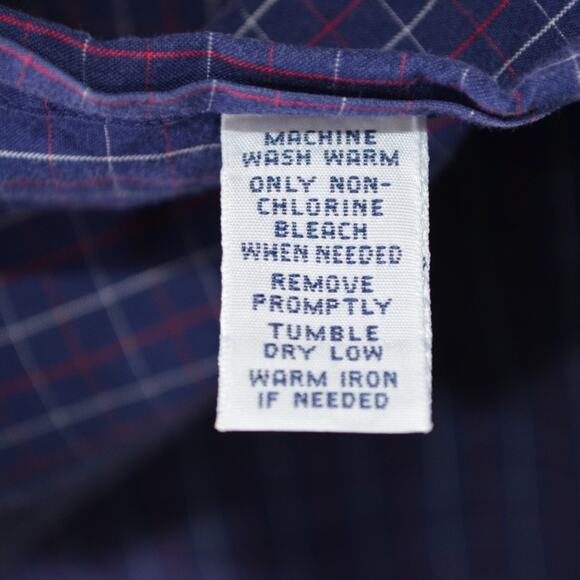 MACHINE
WASH WARM
ONLY NON-
CHLORINE
BLEACH
WHEN NEEDED
REMOVE
PROMPTLY
TUMBLE
DRY LOW
WARM IRON
IF NEEDED